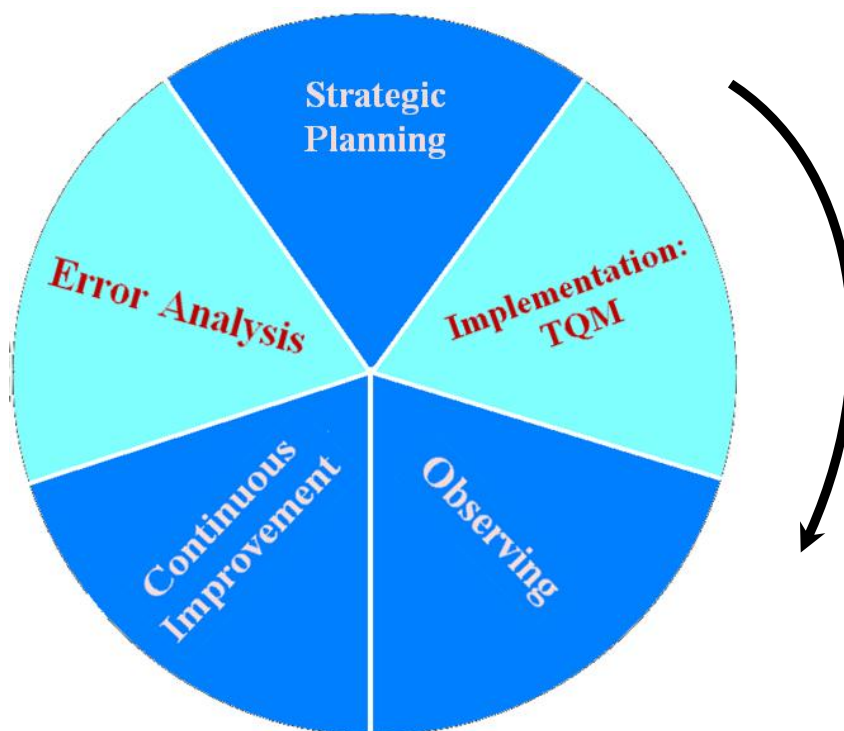 Strategic
Planning
Implementation:
TQM
Observing
Continuous
Improvement
Error Analysis